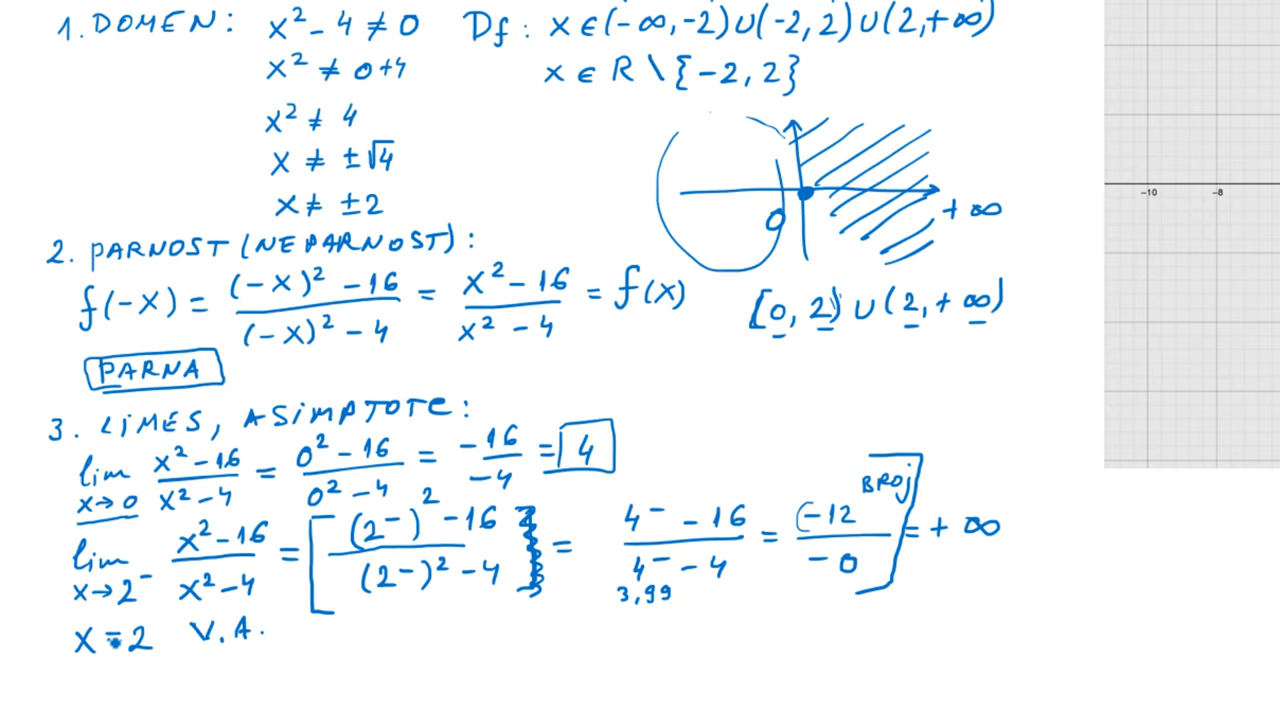 1. DOMEN: x² - 4 ≠ 0 Df: x ∈ (-∞, -2) ∪ (-2, 2) ∪ (2, +∞)
x² ≠ 0+4 x ∈ R \ {-2, 2}
x² ≠ 4
x ≠ ±√4
x ≠ ±2
0 +∞
2. PARNOST (NEPARNOST):
f(-x) = ((-x)² - 16)/((-x)² - 4) = (x² - 16)/(x² - 4) = f(x) [0, 2) ∪ (2, +∞)
PARNA
3. LIMES, ASIMPTOTE:
lim x→0 (x² - 16)/(x² - 4) = (0² - 16)/(0² - 4) = -16/-4 = 4
lim x→2⁻ (x² - 16)/(x² - 4) = [((2⁻)² - 16)/((2⁻)² - 4) = (4⁻ - 16)/(4⁻ - 4) = (-12/-0] = +∞
BROJ
3,99
x = 2 V.A.
-10 -8